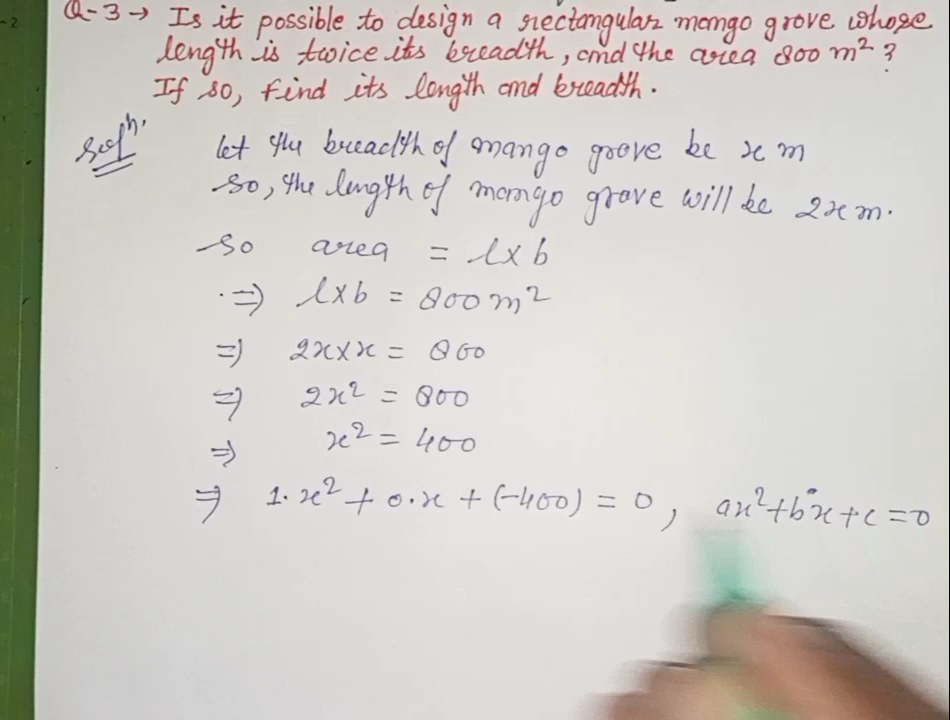 -2
Q-3→ Is it possible to design a rectangular mango grove whose
length is twice its breadth, and the area 800 m² ?
If so, find its length and breadth.
Solⁿ. let the breadth of mango grove be x m
So, the length of mango grove will be 2x m.
So area = l×b
⇒ l×b = 800 m²
⇒ 2x×x = 800
⇒ 2x² = 800
⇒ x² = 400
⇒ 1.x² + 0.x + (-400) = 0, ax²+bx+c=0